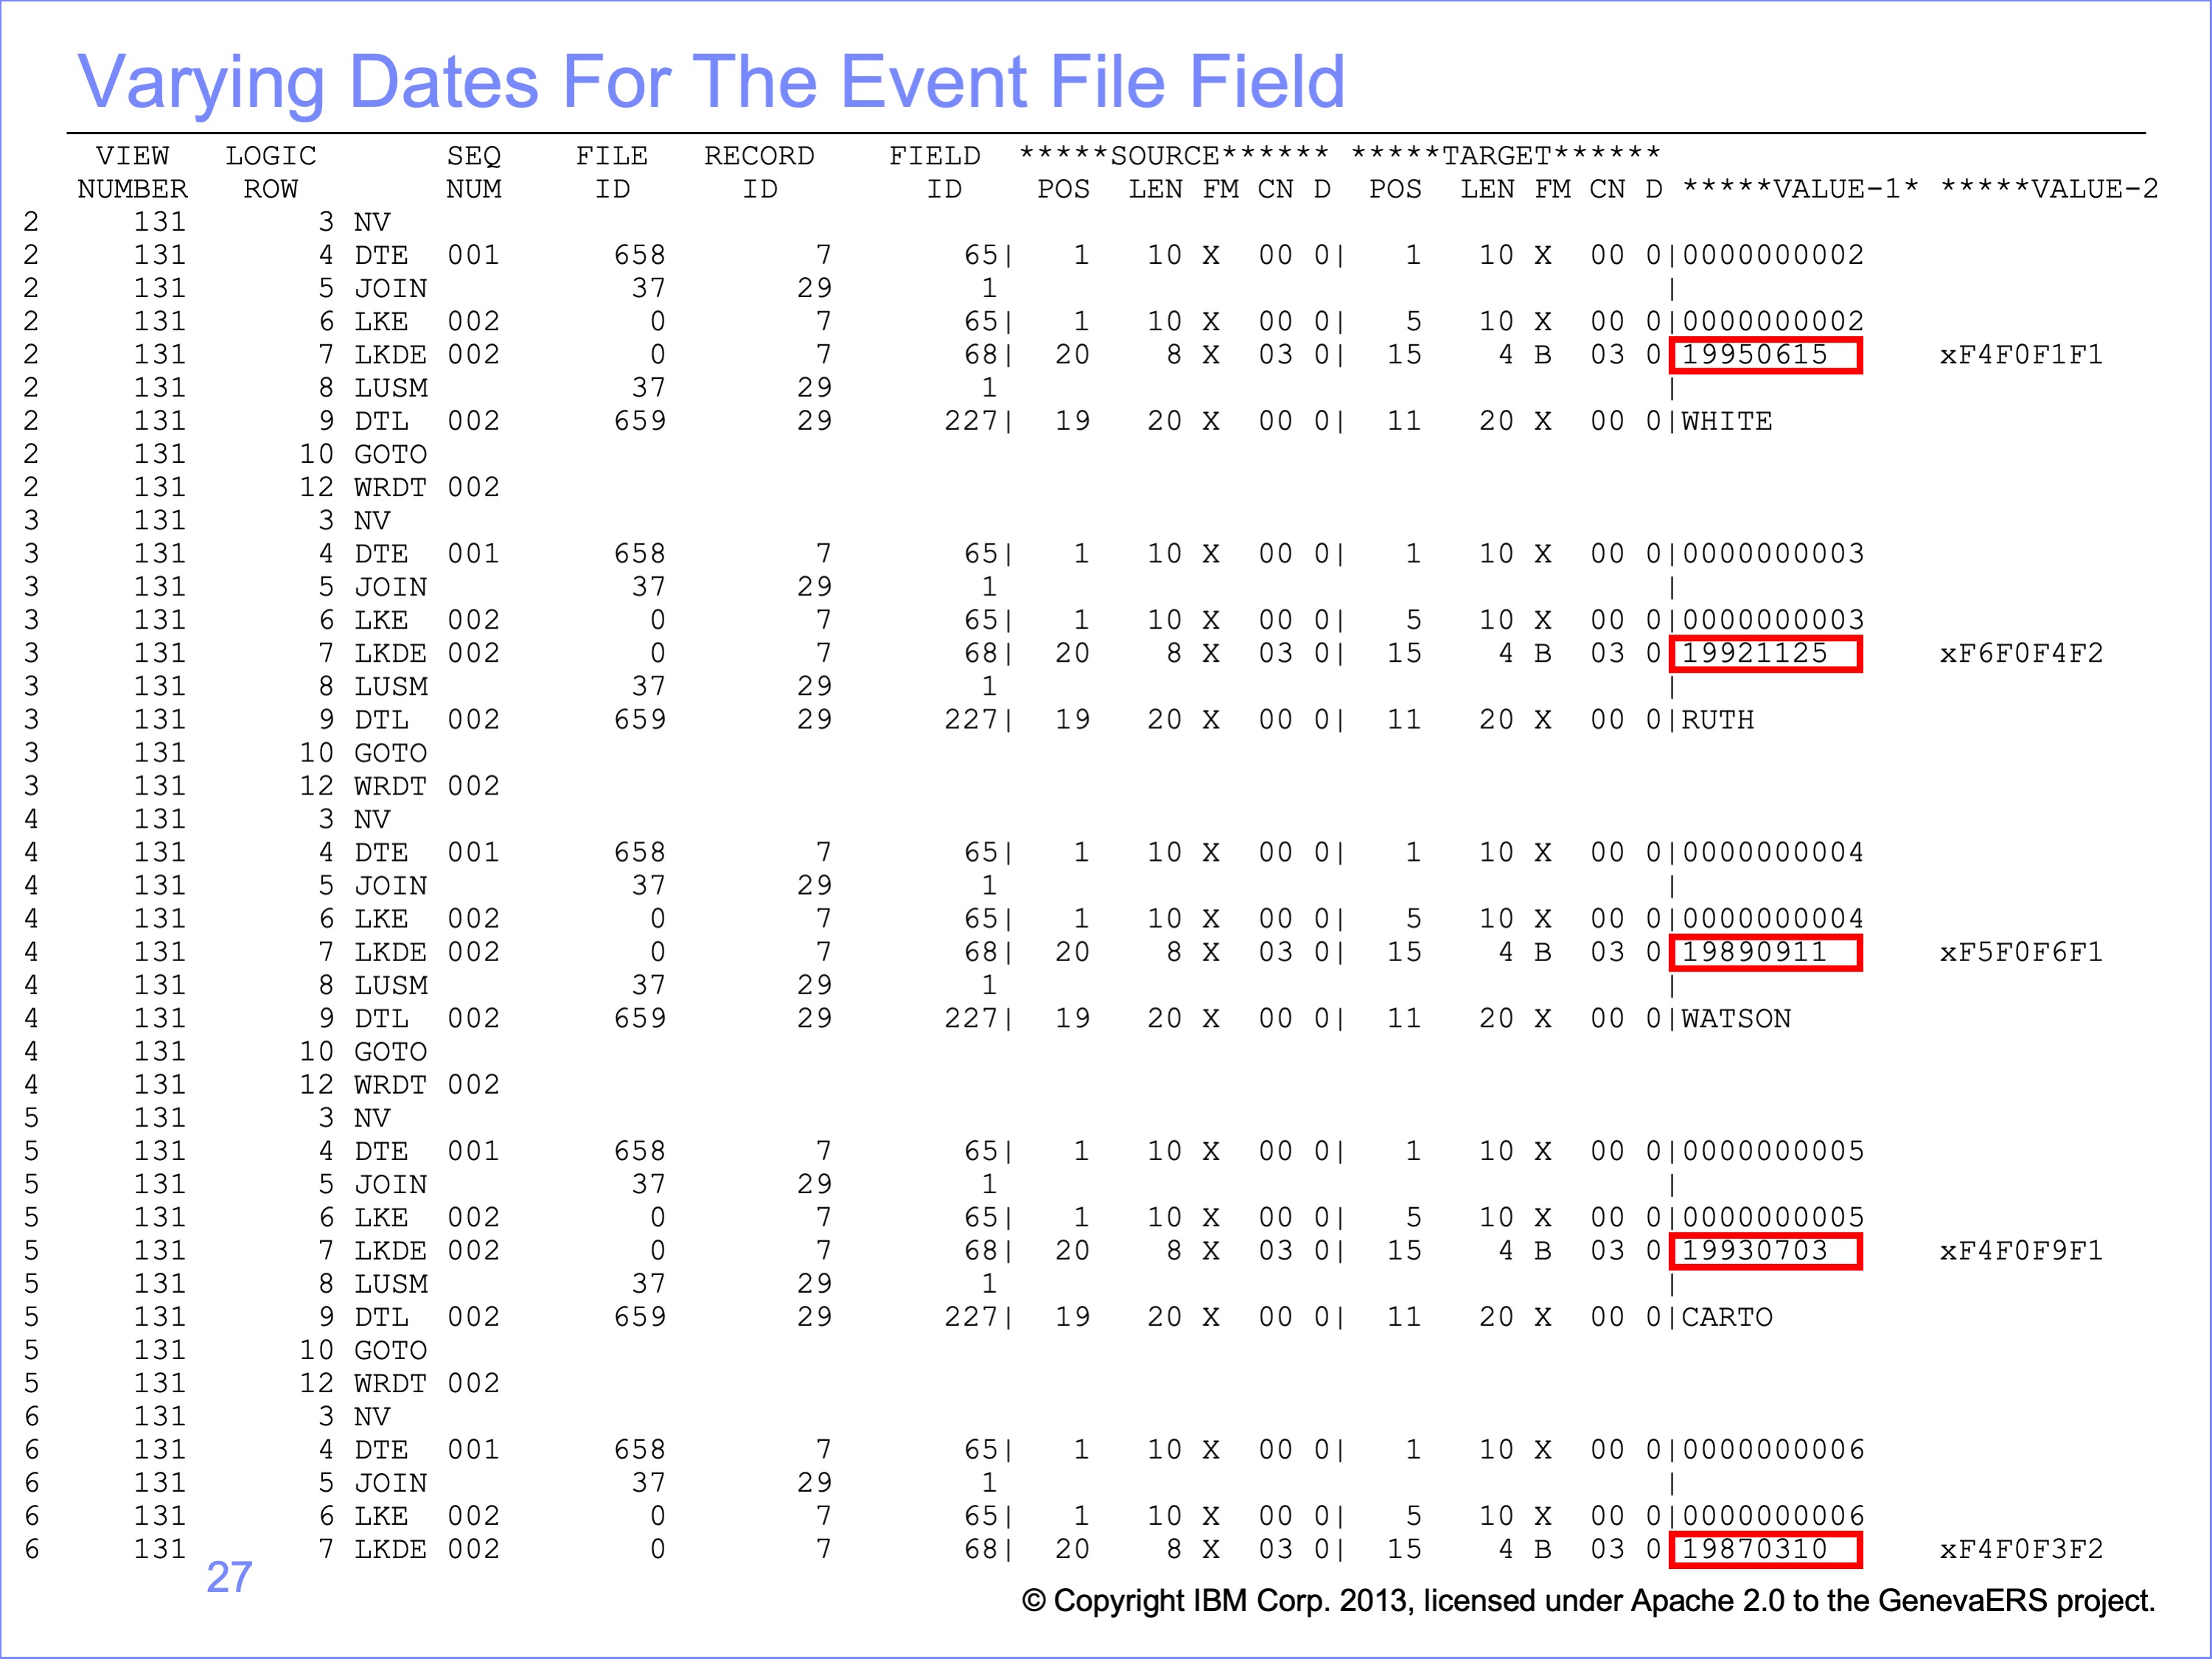 Varying Dates For The Event File Field
VIEW LOGIC SEQ FILE RECORD FIELD *****SOURCE****** *****TARGET******
NUMBER ROW NUM ID ID ID POS LEN FM CN D POS LEN FM CN D *****VALUE-1* *****VALUE-2
2 131 3 NV
2 131 4 DTE 001 658 7 65| 1 10 X 00 0| 1 10 X 00 0|0000000002
2 131 5 JOIN 37 29 1 |
2 131 6 LKE 002 0 7 65| 1 10 X 00 0| 5 10 X 00 0|0000000002
2 131 7 LKDE 002 0 7 68| 20 8 X 03 0| 15 4 B 03 0 19950615 xF4F0F1F1
2 131 8 LUSM 37 29 1 |
2 131 9 DTL 002 659 29 227| 19 20 X 00 0| 11 20 X 00 0|WHITE
2 131 10 GOTO
2 131 12 WRDT 002
3 131 3 NV
3 131 4 DTE 001 658 7 65| 1 10 X 00 0| 1 10 X 00 0|0000000003
3 131 5 JOIN 37 29 1 |
3 131 6 LKE 002 0 7 65| 1 10 X 00 0| 5 10 X 00 0|0000000003
3 131 7 LKDE 002 0 7 68| 20 8 X 03 0| 15 4 B 03 0 19921125 xF6F0F4F2
3 131 8 LUSM 37 29 1 |
3 131 9 DTL 002 659 29 227| 19 20 X 00 0| 11 20 X 00 0|RUTH
3 131 10 GOTO
3 131 12 WRDT 002
4 131 3 NV
4 131 4 DTE 001 658 7 65| 1 10 X 00 0| 1 10 X 00 0|0000000004
4 131 5 JOIN 37 29 1 |
4 131 6 LKE 002 0 7 65| 1 10 X 00 0| 5 10 X 00 0|0000000004
4 131 7 LKDE 002 0 7 68| 20 8 X 03 0| 15 4 B 03 0 19890911 xF5F0F6F1
4 131 8 LUSM 37 29 1 |
4 131 9 DTL 002 659 29 227| 19 20 X 00 0| 11 20 X 00 0|WATSON
4 131 10 GOTO
4 131 12 WRDT 002
5 131 3 NV
5 131 4 DTE 001 658 7 65| 1 10 X 00 0| 1 10 X 00 0|0000000005
5 131 5 JOIN 37 29 1 |
5 131 6 LKE 002 0 7 65| 1 10 X 00 0| 5 10 X 00 0|0000000005
5 131 7 LKDE 002 0 7 68| 20 8 X 03 0| 15 4 B 03 0 19930703 xF4F0F9F1
5 131 8 LUSM 37 29 1 |
5 131 9 DTL 002 659 29 227| 19 20 X 00 0| 11 20 X 00 0|CARTO
5 131 10 GOTO
5 131 12 WRDT 002
6 131 3 NV
6 131 4 DTE 001 658 7 65| 1 10 X 00 0| 1 10 X 00 0|0000000006
6 131 5 JOIN 37 29 1 |
6 131 6 LKE 002 0 7 65| 1 10 X 00 0| 5 10 X 00 0|0000000006
6 131 7 LKDE 002 0 7 68| 20 8 X 03 0| 15 4 B 03 0 19870310 xF4F0F3F2
27
© Copyright IBM Corp. 2013, licensed under Apache 2.0 to the GenevaERS project.